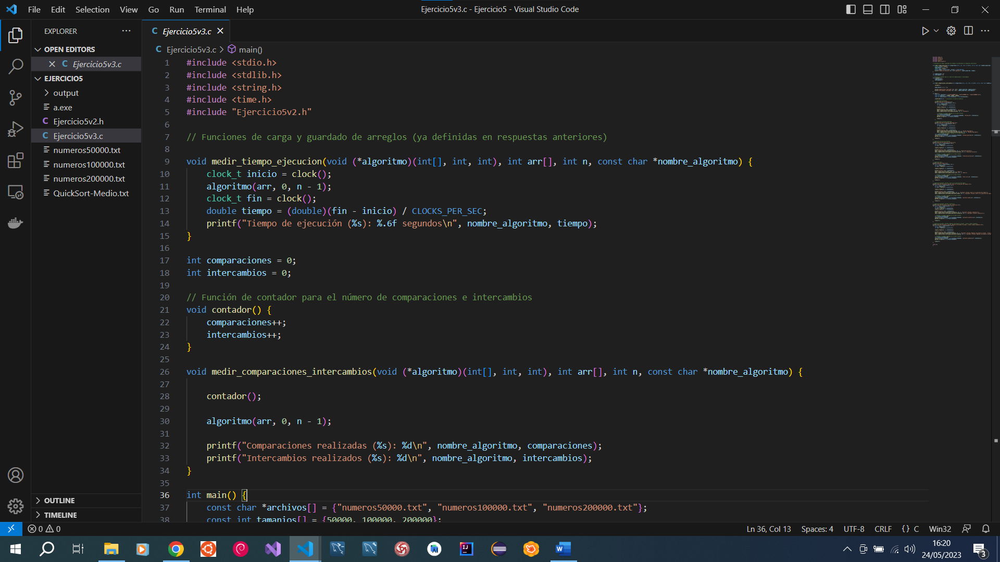 File Edit Selection View Go Run Terminal Help
Ejercicio5v3.c - Ejercicio5 - Visual Studio Code
EXPLORER
OPEN EDITORS
C Ejercicio5v3.c
EJERCICIO5
output
a.exe
C Ejercicio5v2.h
C Ejercicio5v3.c
numeros50000.txt
numeros100000.txt
numeros200000.txt
QuickSort-Medio.txt
OUTLINE
TIMELINE
C Ejercicio5v3.c
C Ejercicio5v3.c > main()
1 #include <stdio.h>
2 #include <stdlib.h>
3 #include <string.h>
4 #include <time.h>
5 #include "Ejercicio5v2.h"
6
7 // Funciones de carga y guardado de arreglos (ya definidas en respuestas anteriores)
8
9 void medir_tiempo_ejecucion(void (*algoritmo)(int[], int, int), int arr[], int n, const char *nombre_algoritmo) {
10     clock_t inicio = clock();
11     algoritmo(arr, 0, n - 1);
12     clock_t fin = clock();
13     double tiempo = (double)(fin - inicio) / CLOCKS_PER_SEC;
14     printf("Tiempo de ejecución (%s): %.6f segundos\n", nombre_algoritmo, tiempo);
15 }
16
17 int comparaciones = 0;
18 int intercambios = 0;
19
20 // Función de contador para el número de comparaciones e intercambios
21 void contador() {
22     comparaciones++;
23     intercambios++;
24 }
25
26 void medir_comparaciones_intercambios(void (*algoritmo)(int[], int, int), int arr[], int n, const char *nombre_algoritmo) {
27
28     contador();
29
30     algoritmo(arr, 0, n - 1);
31
32     printf("Comparaciones realizadas (%s): %d\n", nombre_algoritmo, comparaciones);
33     printf("Intercambios realizados (%s): %d\n", nombre_algoritmo, intercambios);
34 }
35
36 int main() {
37     const char *archivos[] = {"numeros50000.txt", "numeros100000.txt", "numeros200000.txt"};
38     const int tamanios[] = {50000, 100000, 200000};
0 0
Ln 36, Col 13 Spaces: 4 UTF-8 CRLF {} C Win32
16:20
24/05/2023
3